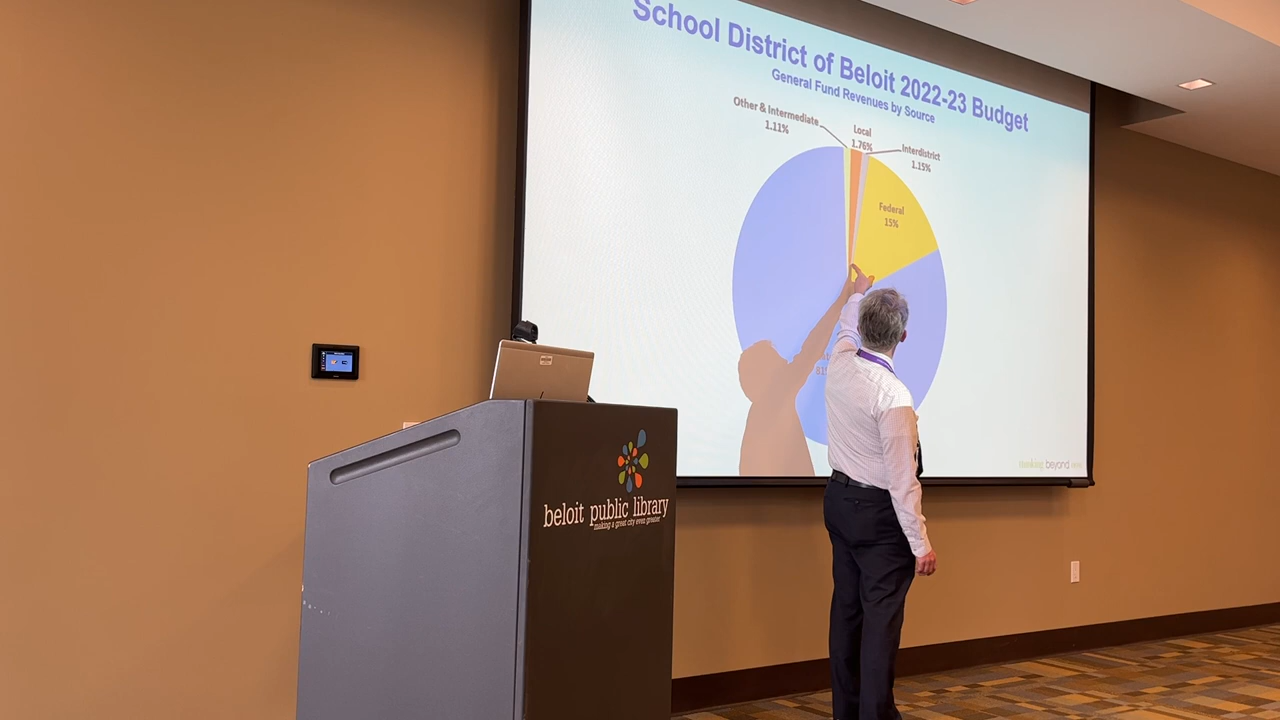 School District of Beloit 2022-23 Budget
General Fund Revenues by Source
Other & Intermediate
1.11%
Local
1.76%
Interdistrict
1.15%
Federal
15%
beyond
beloit public library
making a great city even greater